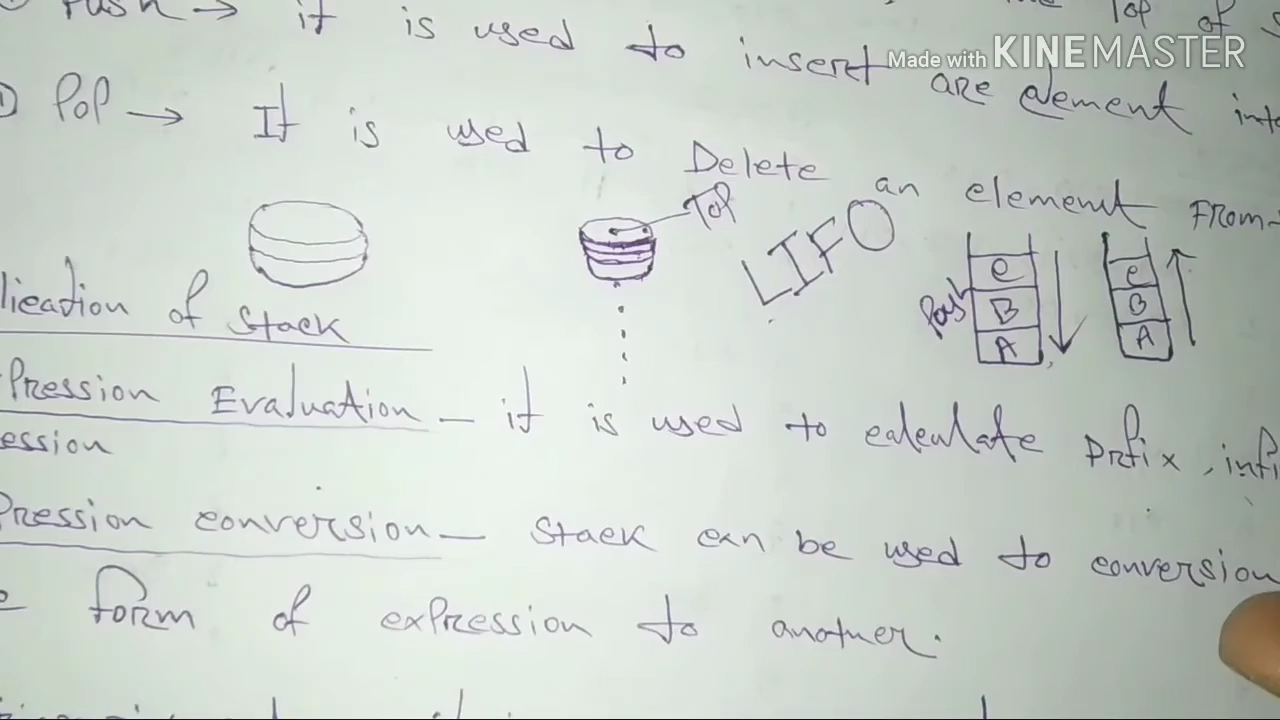 Push → it is used to insert are element into
the Top of S
Made with KINEMASTER
POP → It is used to Delete an element From
Top
LIFO
Push
e
B
A
e
B
A
lication of Stack
Pression Evaluation - it is used to calculate Prfix, infi
ession
Pression conversion - Stack can be used to conversion
form of expression to another.